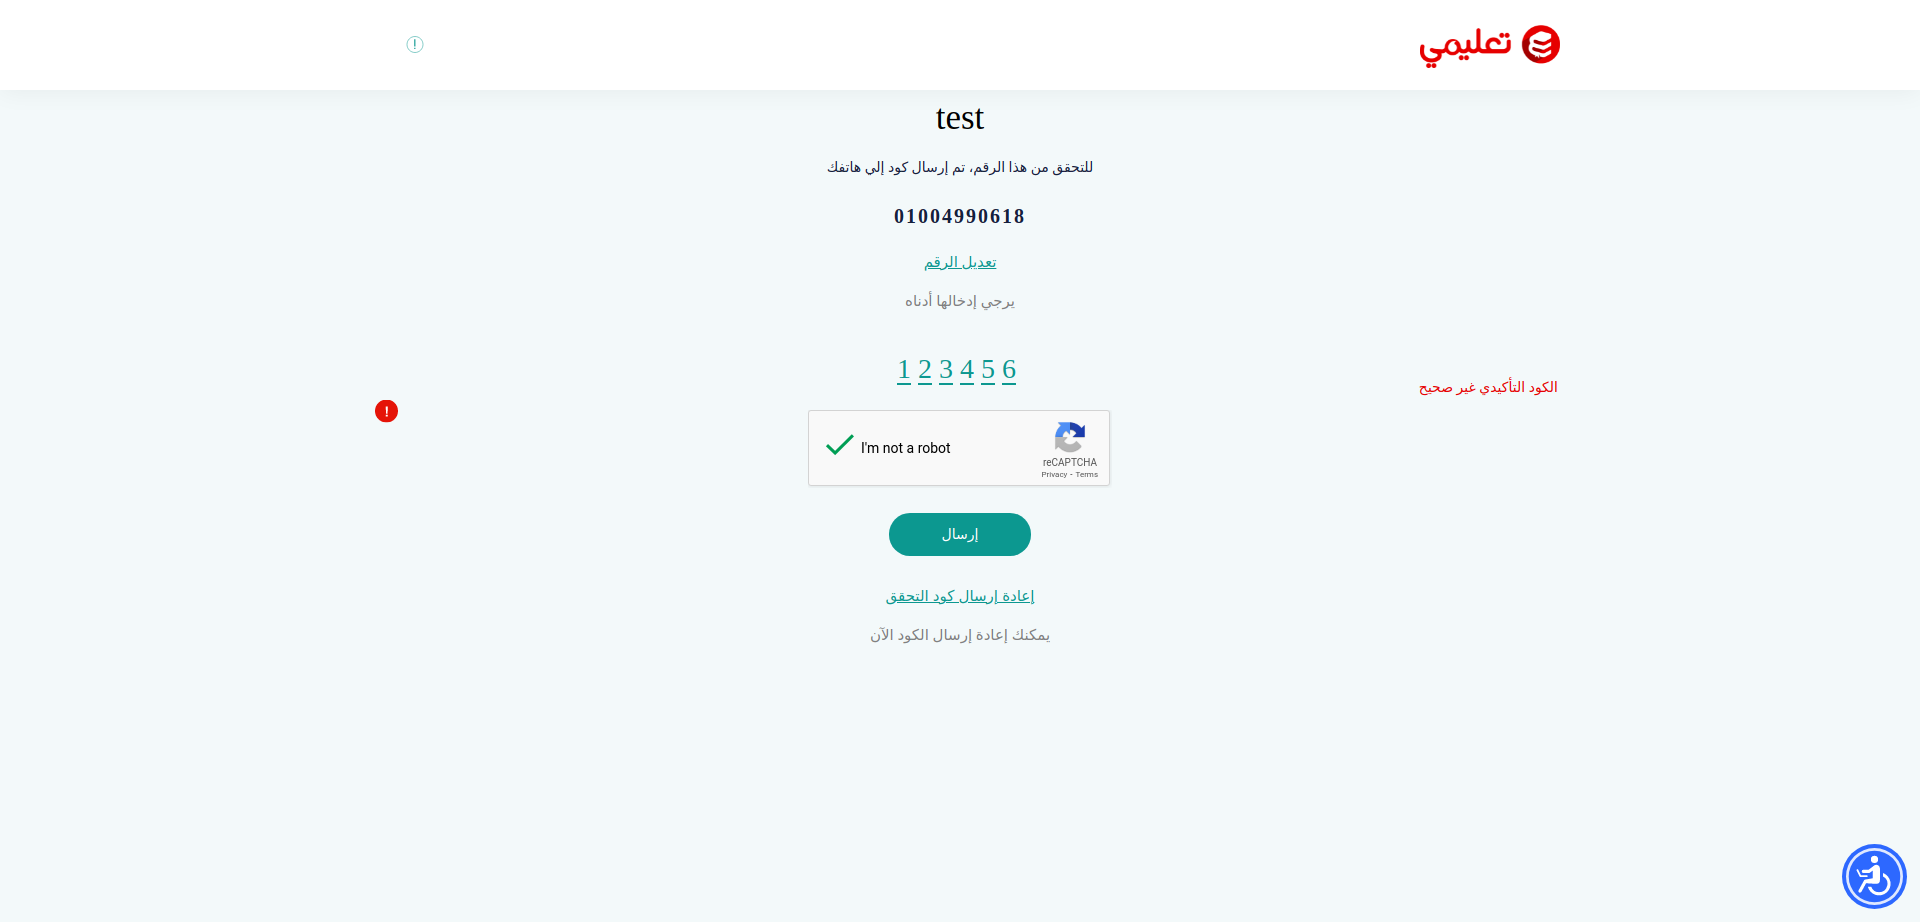 تعليمي
test
للتحقق من هذا الرقم، تم إرسال كود إلي هاتفك
01004990618
تعديل الرقم
يرجي إدخالها أدناه
1 2 3 4 5 6
الكود التأكيدي غير صحيح
I'm not a robot
reCAPTCHA
Privacy - Terms
إرسال
إعادة إرسال كود التحقق
يمكنك إعادة إرسال الكود الآن